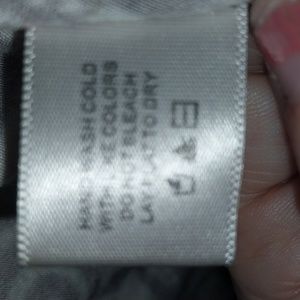 HAND WASH COLD
WITH LIKE COLORS
DO NOT BLEACH
LAY FLAT TO DRY